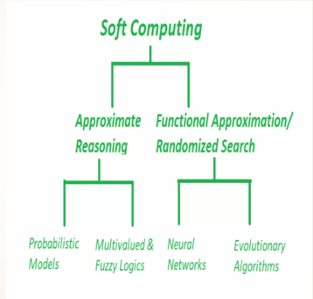 Soft Computing
Approximate
Reasoning
Functional Approximation/
Randomized Search
Probabilistic
Models
Multivalued &
Fuzzy Logics
Neural
Networks
Evolutionary
Algorithms